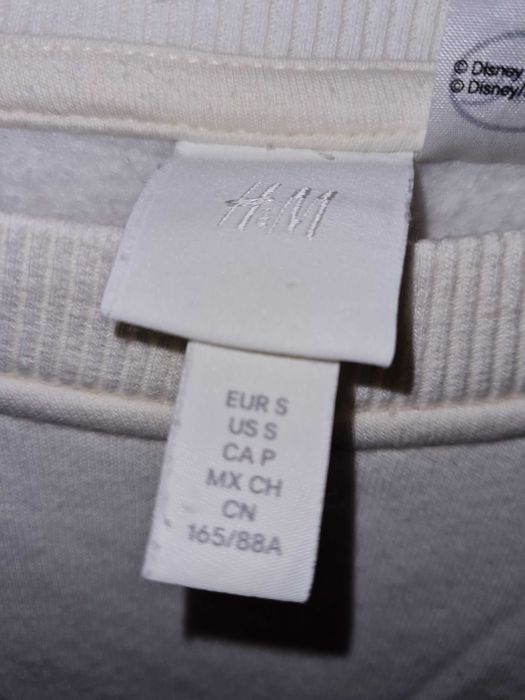 © Disney
© Disney/
H&M
EUR S
US S
CA P
MX CH
CN
165/88A